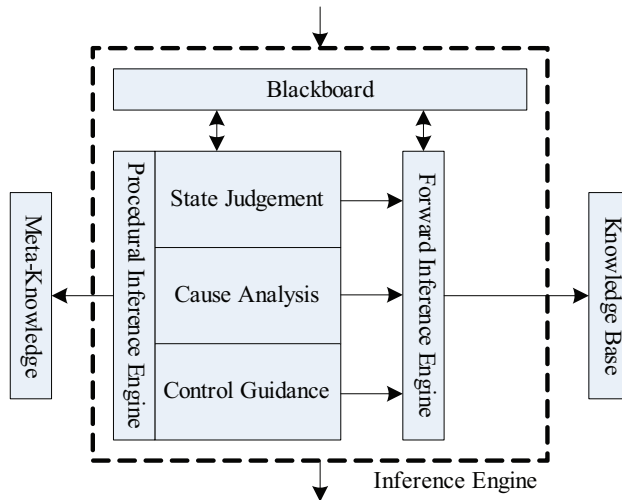 Blackboard
Procedural Inference Engine
State Judgement
Cause Analysis
Control Guidance
Forward Inference Engine
Meta-Knowledge
Knowledge Base
Inference Engine